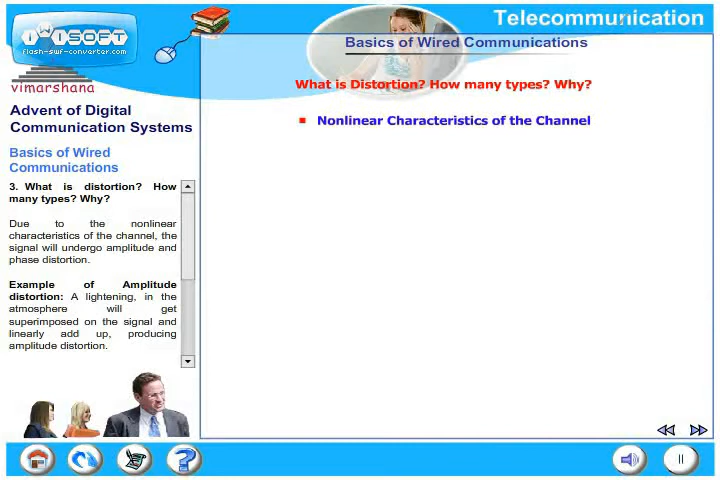 Telecommunication
iWiSOFT
flash-swf-converter.com
vimarshana
Basics of Wired Communications
What is Distortion? How many types? Why?
Nonlinear Characteristics of the Channel
Advent of Digital
Communication Systems
Basics of Wired
Communications
3. What is distortion? How
many types? Why?
Due to the nonlinear
characteristics of the channel, the
signal will undergo amplitude and
phase distortion.
Example of Amplitude
distortion: A lightening, in the
atmosphere will get
superimposed on the signal and
linearly add up, producing
amplitude distortion.